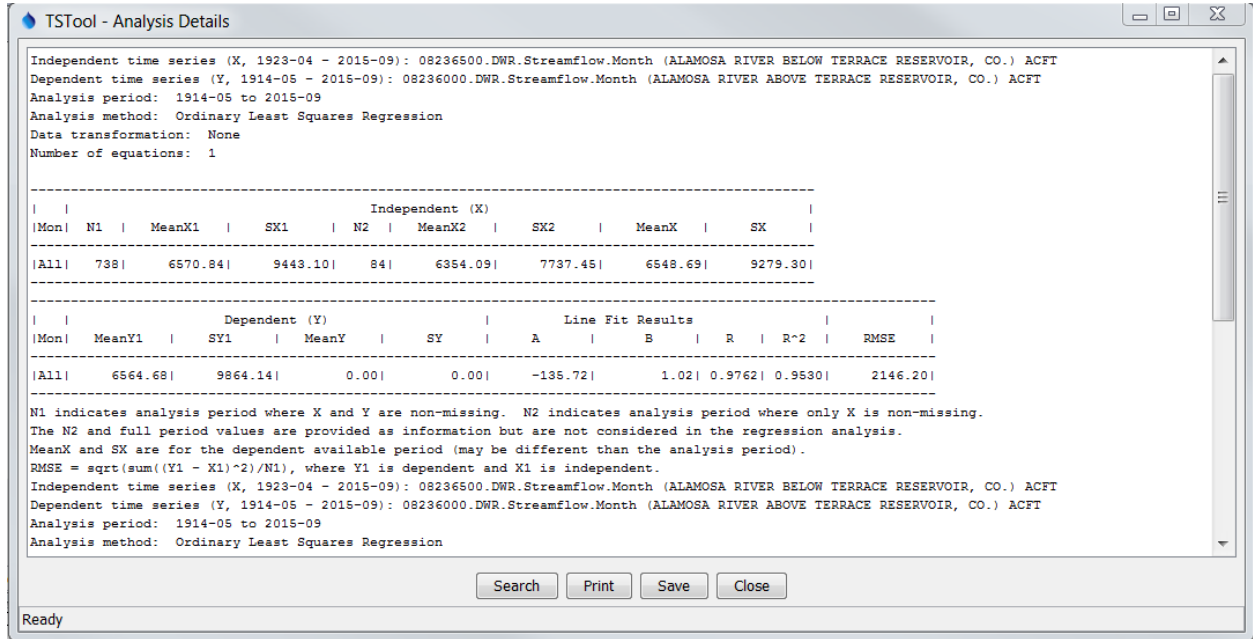 TSTool - Analysis Details
Independent time series (X, 1923-04 - 2015-09): 08236500.DWR.Streamflow.Month (ALAMOSA RIVER BELOW TERRACE RESERVOIR, CO.) ACFT
Dependent time series (Y, 1914-05 - 2015-09): 08236000.DWR.Streamflow.Month (ALAMOSA RIVER ABOVE TERRACE RESERVOIR, CO.) ACFT
Analysis period:  1914-05 to 2015-09
Analysis method:  Ordinary Least Squares Regression
Data transformation:  None
Number of equations:  1
|   |                    Independent (X)                    |
|Mon|  N1  |   MeanX1   |    SX1    |  N2  |   MeanX2   |    SX2    |    MeanX   |    SX    |
|All|  738|    6570.84|    9443.10|   84|    6354.09|    7737.45|    6548.69|    9279.30|
|   |            Dependent (Y)            |         Line Fit Results         |         |
|Mon|   MeanY1   |    SY1    |   MeanY   |    SY    |    A    |    B    |   R   |  R^2  |   RMSE   |
|All|    6564.68|    9864.14|    0.00|    0.00|    -135.72|    1.02| 0.9762| 0.9530|    2146.20|
N1 indicates analysis period where X and Y are non-missing.  N2 indicates analysis period where only X is non-missing.
The N2 and full period values are provided as information but are not considered in the regression analysis.
MeanX and SX are for the dependent available period (may be different than the analysis period).
RMSE = sqrt(sum((Y1 - X1)^2)/N1), where Y1 is dependent and X1 is independent.
Independent time series (X, 1923-04 - 2015-09): 08236500.DWR.Streamflow.Month (ALAMOSA RIVER BELOW TERRACE RESERVOIR, CO.) ACFT
Dependent time series (Y, 1914-05 - 2015-09): 08236000.DWR.Streamflow.Month (ALAMOSA RIVER ABOVE TERRACE RESERVOIR, CO.) ACFT
Analysis period:  1914-05 to 2015-09
Analysis method:  Ordinary Least Squares Regression
Search Print Save Close
Ready